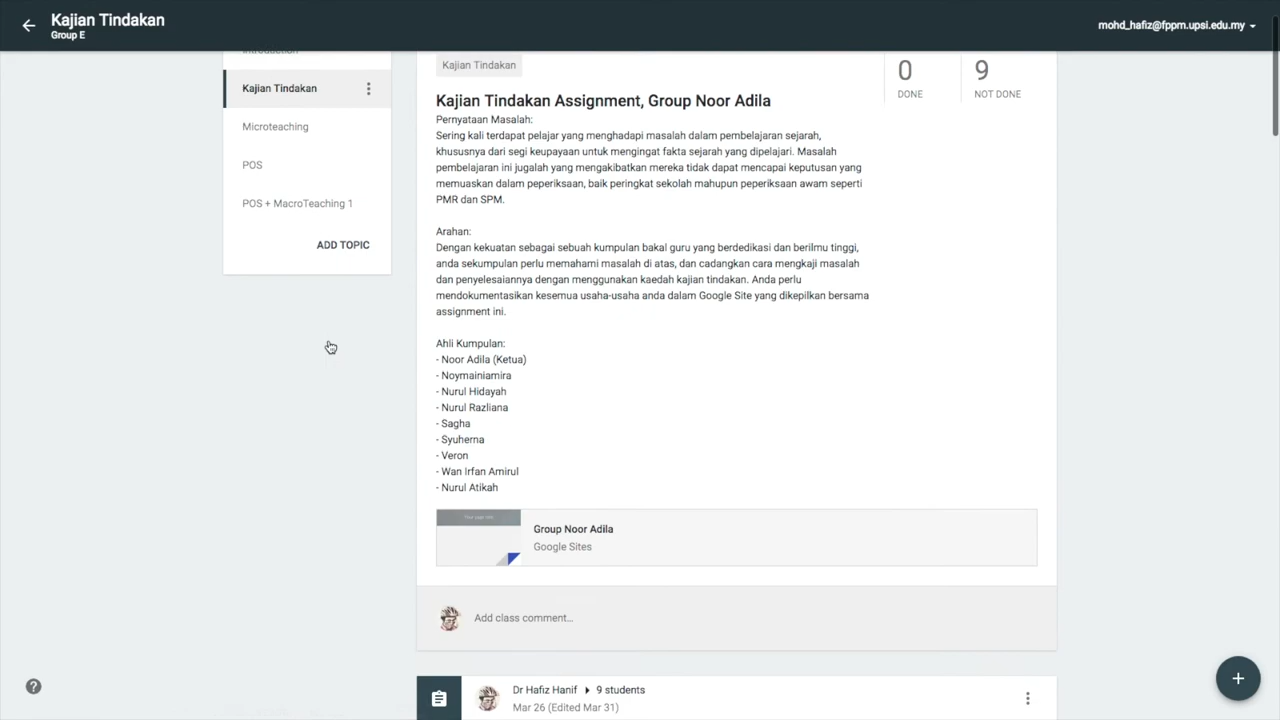 Kajian Tindakan
Group E
mohd_hafiz@fppm.upsi.edu.my
Introduction
Kajian Tindakan
Microteaching
POS
POS + MacroTeaching 1
ADD TOPIC
Kajian Tindakan
0
DONE
9
NOT DONE
Kajian Tindakan Assignment, Group Noor Adila
Pernyataan Masalah:
Sering kali terdapat pelajar yang menghadapi masalah dalam pembelajaran sejarah,
khususnya dari segi keupayaan untuk mengingat fakta sejarah yang dipelajari. Masalah
pembelajaran ini jugalah yang mengakibatkan mereka tidak dapat mencapai keputusan yang
memuaskan dalam peperiksaan, baik peringkat sekolah mahupun peperiksaan awam seperti
PMR dan SPM.
Arahan:
Dengan kekuatan sebagai sebuah kumpulan bakal guru yang berdedikasi dan berilmu tinggi,
anda sekumpulan perlu memahami masalah di atas, dan cadangkan cara mengkaji masalah
dan penyelesaiannya dengan menggunakan kaedah kajian tindakan. Anda perlu
mendokumentasikan kesemua usaha-usaha anda dalam Google Site yang dikepilkan bersama
assignment ini.
Ahli Kumpulan:
- Noor Adila (Ketua)
- Noymainiamira
- Nurul Hidayah
- Nurul Razliana
- Sagha
- Syuherna
- Veron
- Wan Irfan Amirul
- Nurul Atikah
Group Noor Adila
Google Sites
Add class comment...
Dr Hafiz Hanif 9 students
Mar 26 (Edited Mar 31)